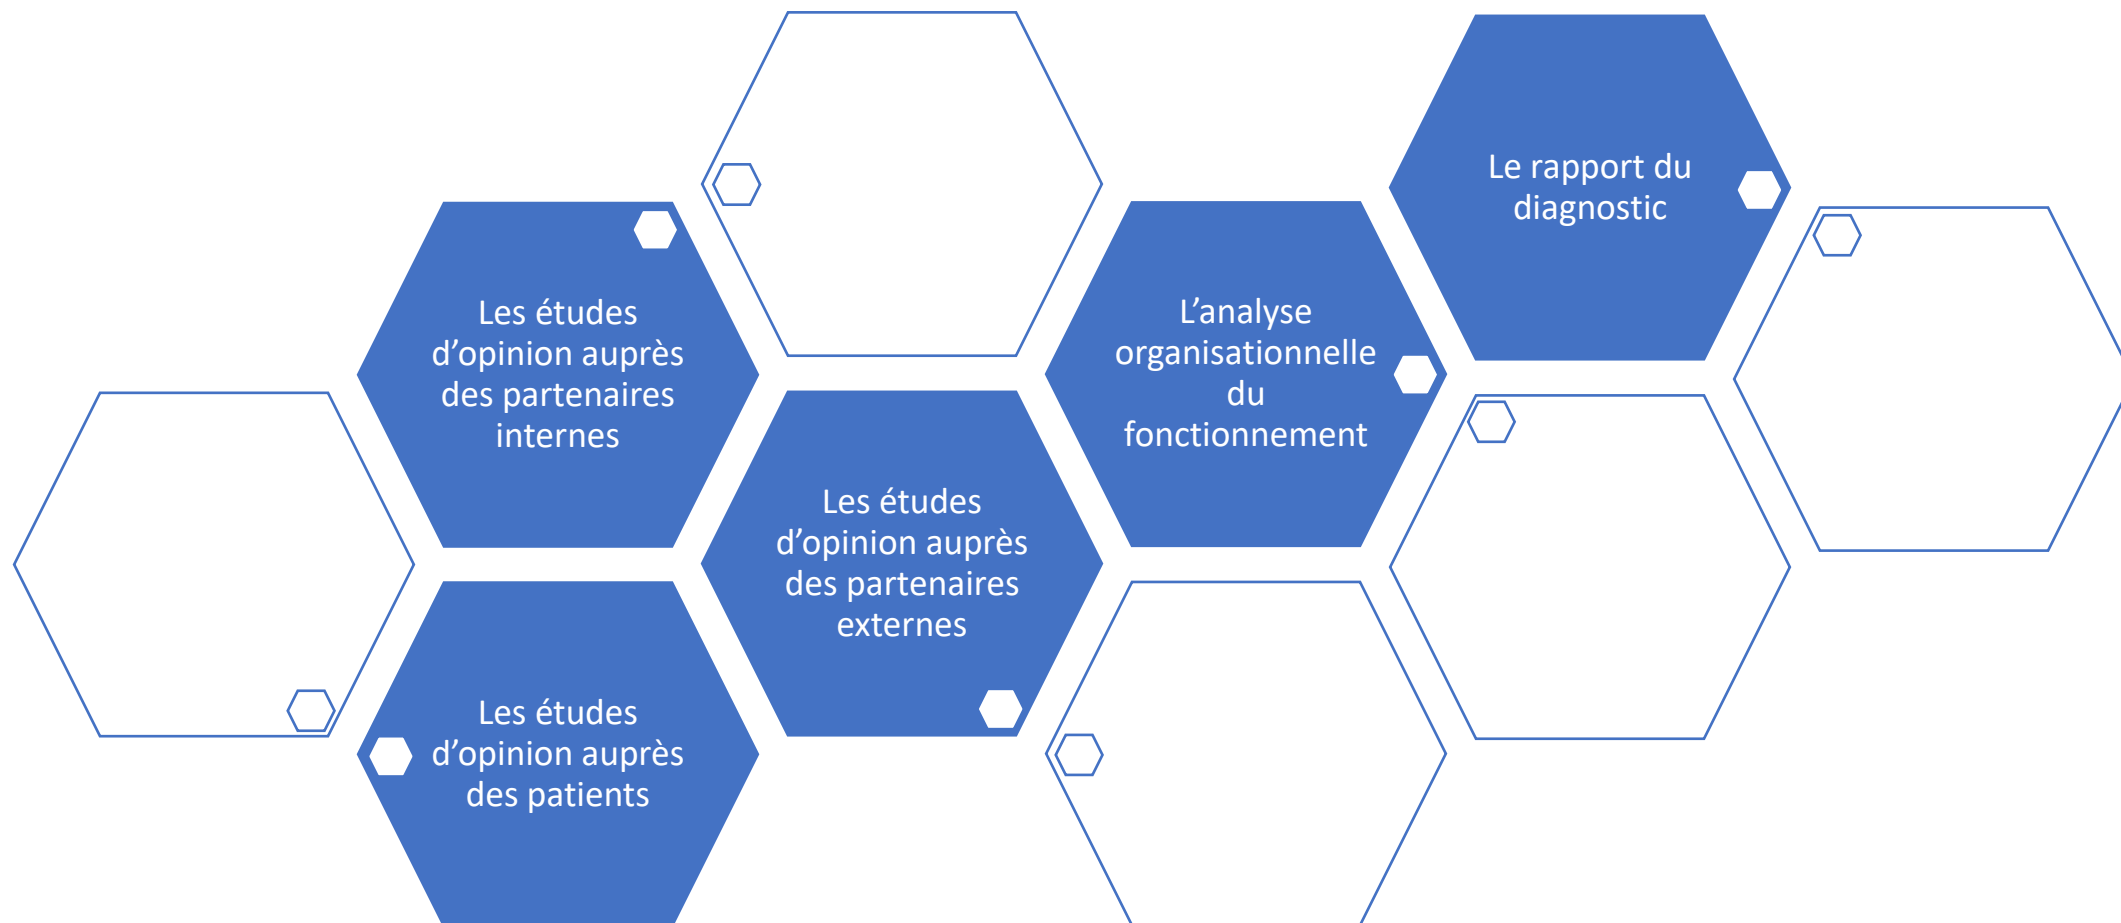 Les études
d’opinion auprès
des partenaires
internes
Les études
d’opinion auprès
des patients
Les études
d’opinion auprès
des partenaires
externes
L’analyse
organisationnelle
du
fonctionnement
Le rapport du
diagnostic